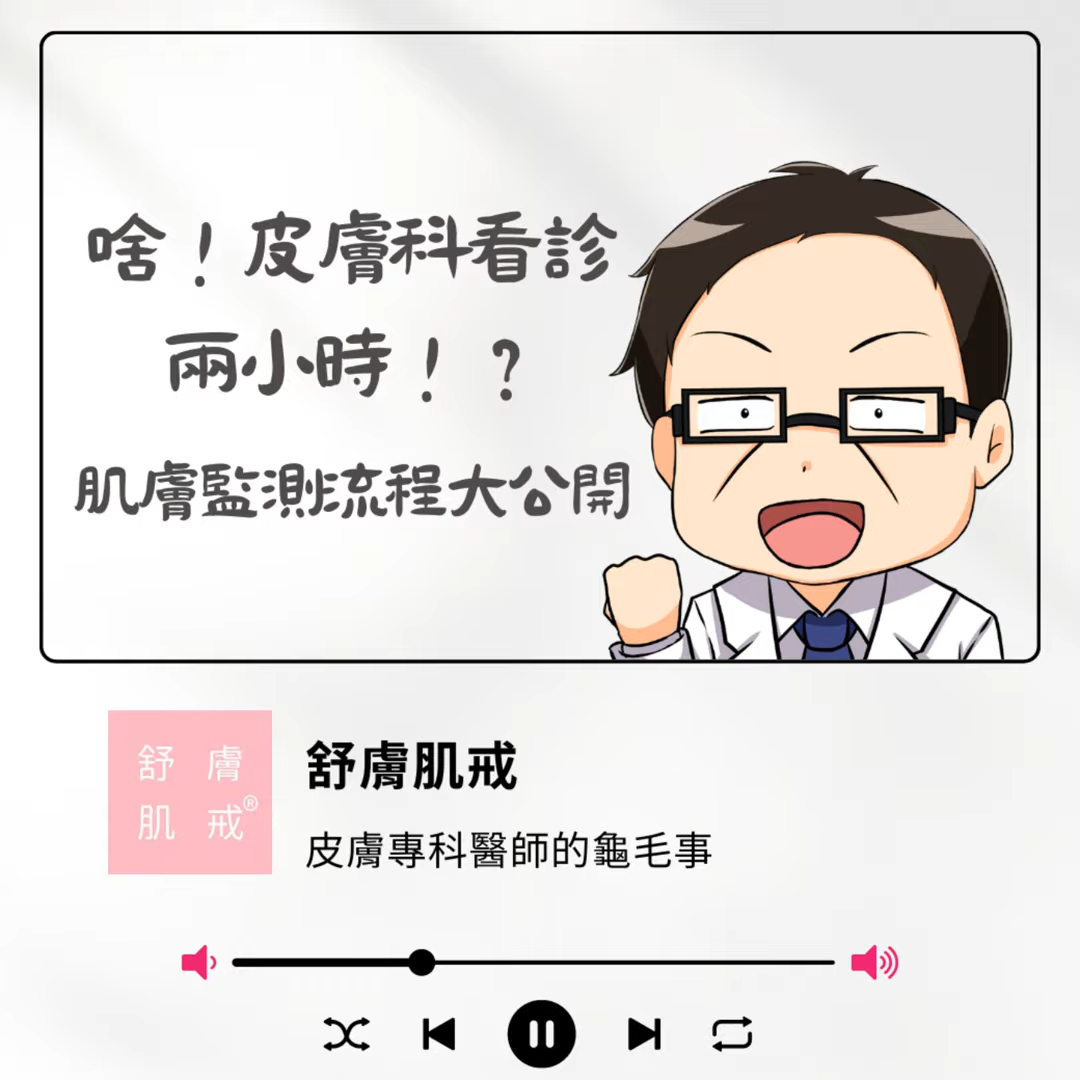 啥！皮膚科看診
兩小時！？
肌膚監測流程大公開
舒膚
肌戒®
舒膚肌戒
皮膚專科醫師的龜毛事